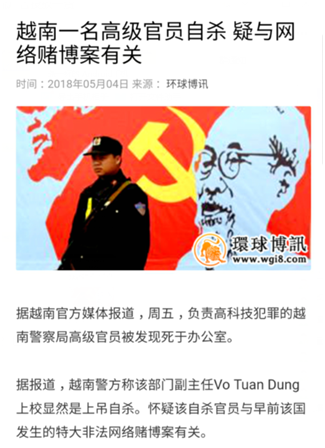 越南一名高级官员自杀 疑与网
络赌博案有关
时间：2018年05月04日 来源： 环球博讯
環球博訊
www.wgi8.com
据越南官方媒体报道，周五，负责高科技犯罪的越
南警察局高级官员被发现死于办公室。
据报道，越南警方称该部门副主任Vo Tuan Dung
上校显然是上吊自杀。怀疑该自杀官员与早前该国
发生的特大非法网络赌博案有关。